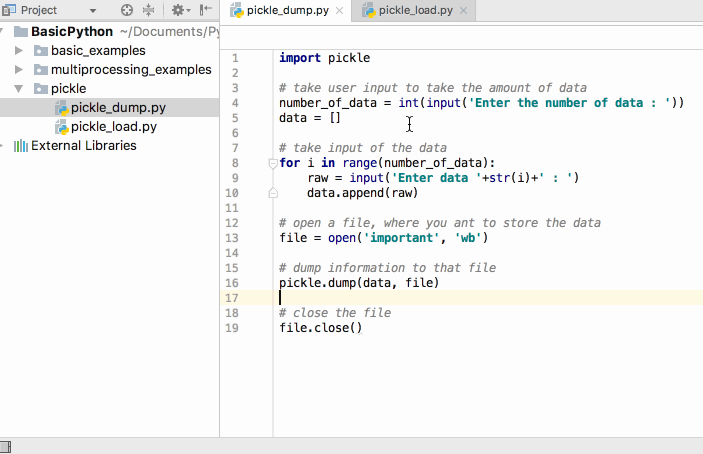 Project
pickle_dump.py
pickle_load.py
BasicPython ~/Documents/Py
basic_examples
multiprocessing_examples
pickle
pickle_dump.py
pickle_load.py
External Libraries
1 import pickle
2
3 # take user input to take the amount of data
4 number_of_data = int(input('Enter the number of data : '))
5 data = []
6
7 # take input of the data
8 for i in range(number_of_data):
9     raw = input('Enter data '+str(i)+' : ')
10     data.append(raw)
11
12 # open a file, where you ant to store the data
13 file = open('important', 'wb')
14
15 # dump information to that file
16 pickle.dump(data, file)
17
18 # close the file
19 file.close()